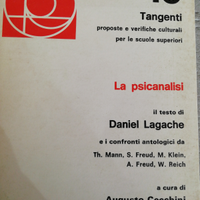 Tangenti
proposte e verifiche culturali
per le scuole superiori
La psicanalisi
il testo di
Daniel Lagache
e i confronti antologici da
Th. Mann, S. Freud, M. Klein,
A. Freud, W. Reich
a cura di